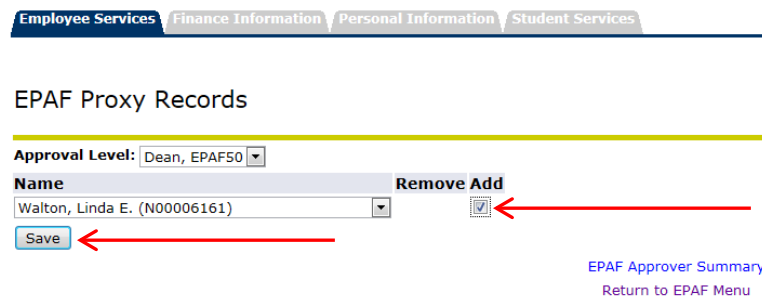 Employee Services Finance Information Personal Information Student Services
EPAF Proxy Records
Approval Level: Dean, EPAF50
Name Remove Add
Walton, Linda E. (N00006161)
Save
EPAF Approver Summary
Return to EPAF Menu